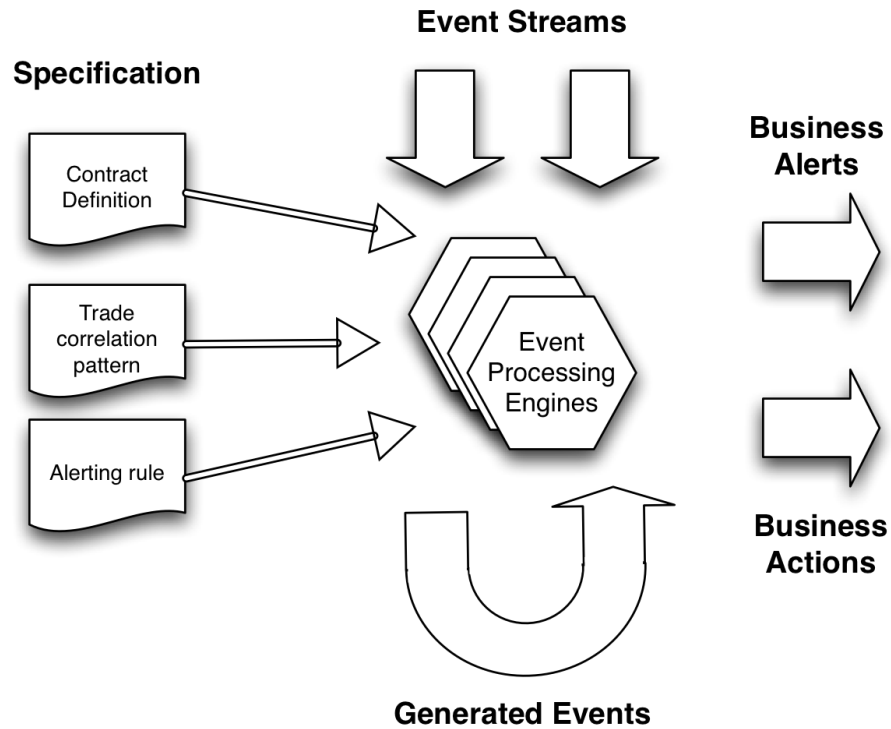 Event Streams
Specification
Contract
Definition
Trade
correlation
pattern
Alerting rule
Event
Processing
Engines
Business
Alerts
Business
Actions
Generated Events